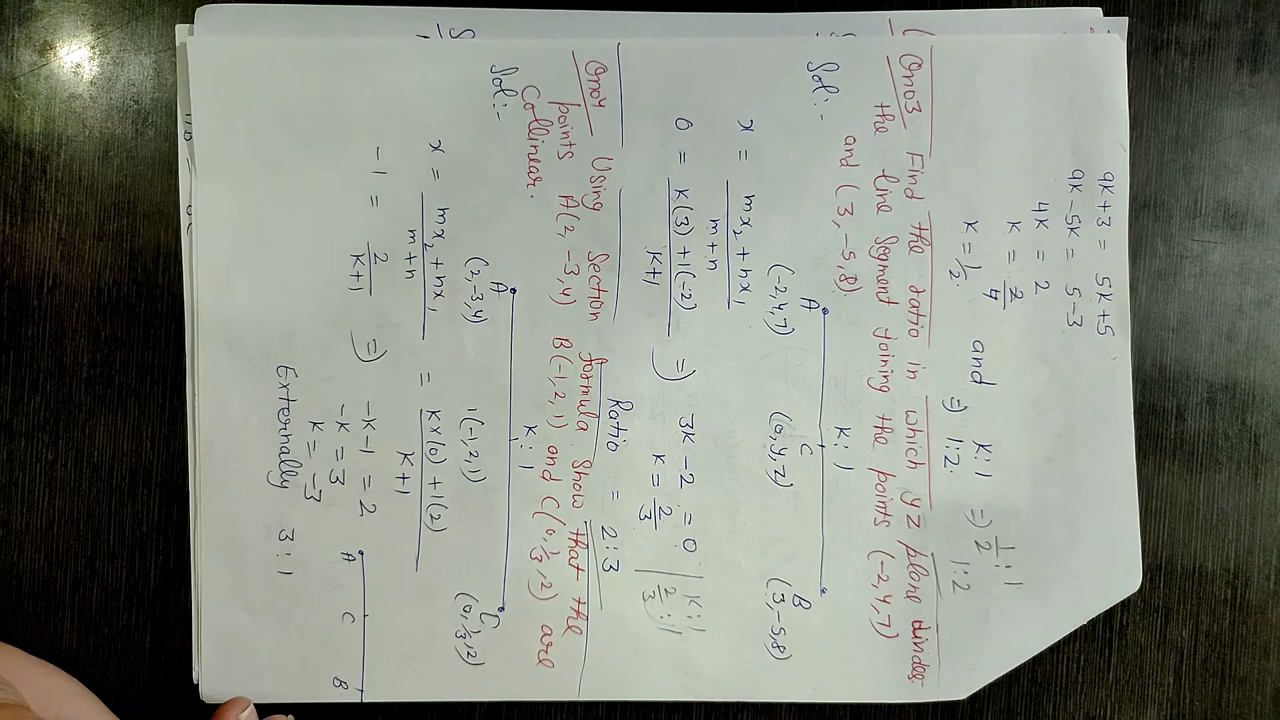 9K+3 = 5K+5
9K-5K = 5-3
4K = 2
K = 2/4
K = 1/2. and K:1 => 1/2 : 1
=> 1:2. 1:2
Qno3 Find the ratio in which yz plane divides
the line segment joining the points (-2,4,7)
and (3,-5,8).
Sol:-
K:1
A C B
(-2,4,7) (0,y,z) (3,-5,8)
x = mx₂ + nx₁ / m+n
0 = K(3)+1(-2) / K+1 => 3K-2 = 0 K:1
K = 2/3 2/3 : 1
Ratio = 2:3
Qno4 Using Section formula show that the
points A(2,-3,4) B(-1,2,1) and C(0,1/3,2) are
Collinear.
Sol:-
K:1
A C
(2,-3,4) 1(-1,2,1) (0,1/3,2)
x = mx₂ + nx₁ / m+n = Kx(0)+1(2) / K+1
-1 = 2 / K+1 => -K-1 = 2
-K = 3
K = -3
A C B
Externally 3:1